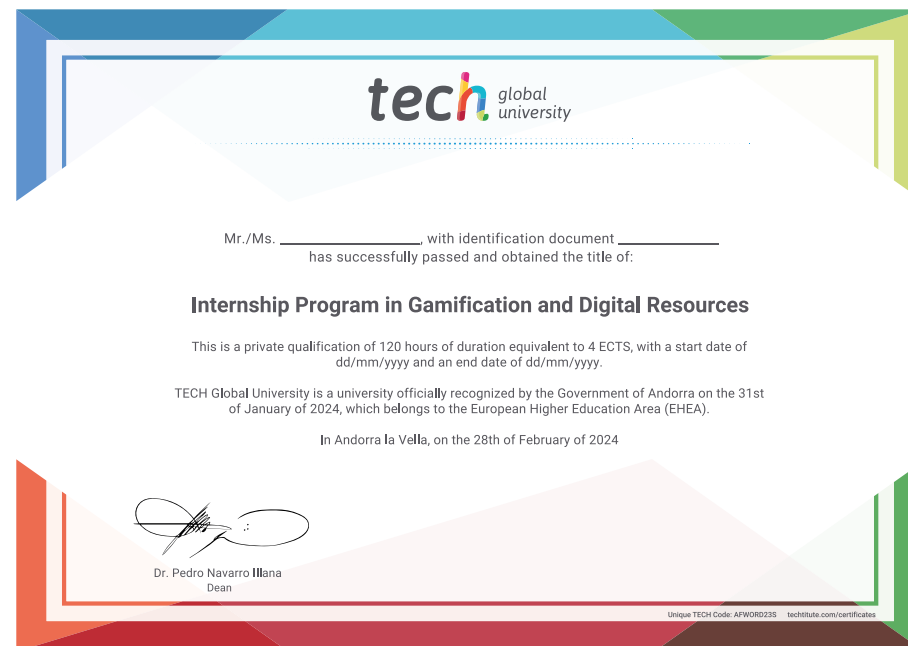 tech global university
Mr./Ms. ____________________, with identification document ______________
has successfully passed and obtained the title of:
Internship Program in Gamification and Digital Resources
This is a private qualification of 120 hours of duration equivalent to 4 ECTS, with a start date of
dd/mm/yyyy and an end date of dd/mm/yyyy.
TECH Global University is a university officially recognized by the Government of Andorra on the 31st
of January of 2024, which belongs to the European Higher Education Area (EHEA).
In Andorra la Vella, on the 28th of February of 2024
Dr. Pedro Navarro Illana
Dean
Unique TECH Code: AFWORD23S techtitute.com/certificates